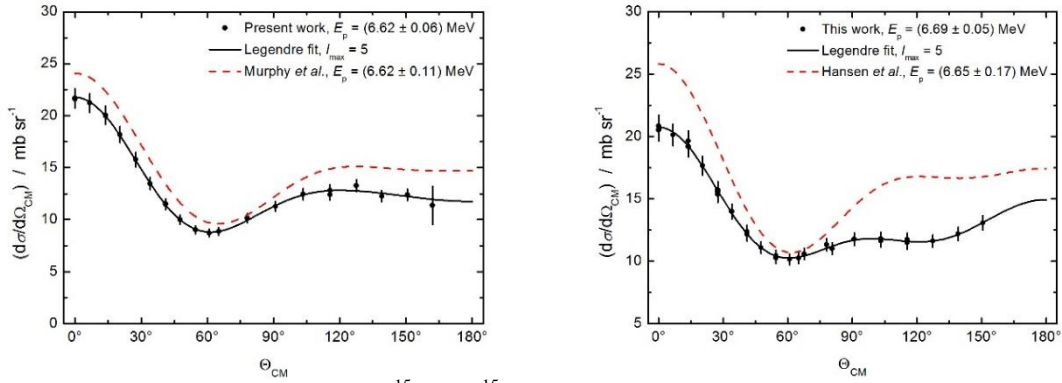 30
25
20
15
10
5
0
0°
30°
60°
90°
120°
150°
180°
(dσ/dΩCM) / mb sr⁻¹
ΘCM
Present work, Ep = (6.62 ± 0.06) MeV
Legendre fit, lmax = 5
Murphy et al., Ep = (6.62 ± 0.11) MeV
30
25
20
15
10
5
0°
30°
60°
90°
120°
150°
180°
(dσ/dΩCM) / mb sr⁻¹
ΘCM
This work, Ep = (6.69 ± 0.05) MeV
Legendre fit, lmax = 5
Hansen et al., Ep = (6.65 ± 0.17) MeV
15
15